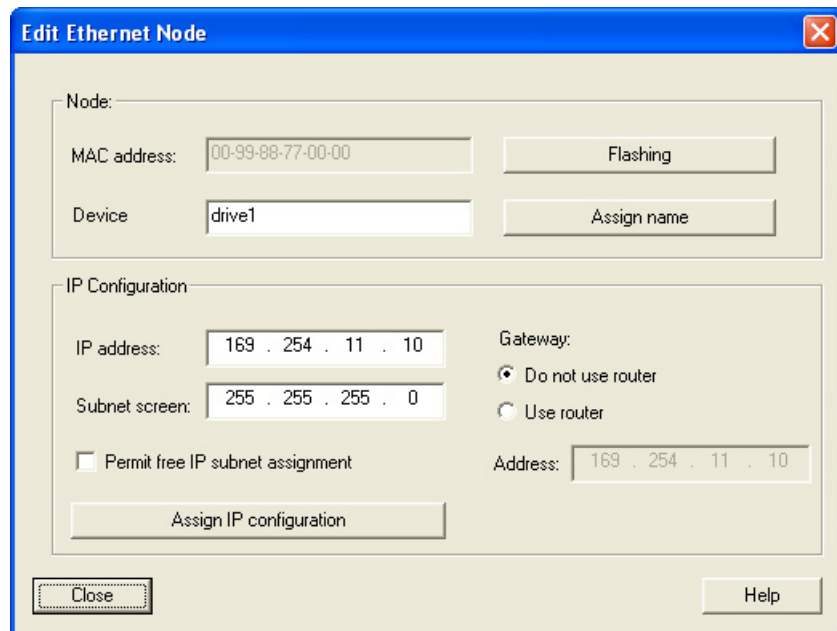 Edit Ethernet Node
Node:
MAC address: 00-99-88-77-00-00 Flashing
Device drive1 Assign name
IP Configuration
IP address: 169 . 254 . 11 . 10
Gateway:
Do not use router
Subnet screen: 255 . 255 . 255 . 0
Use router
Permit free IP subnet assignment
Address: 169 . 254 . 11 . 10
Assign IP configuration
Close Help